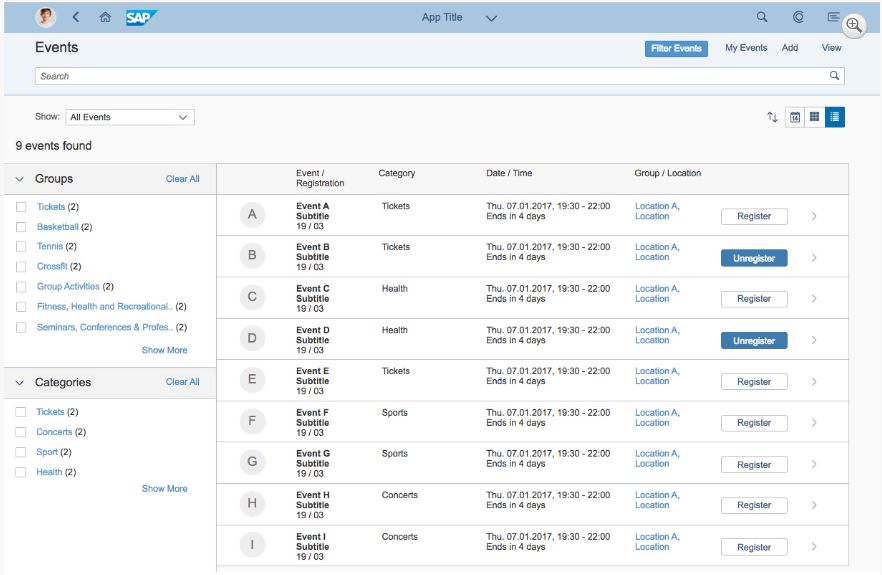 SAP
App Title
Events
Filter Events
My Events
Add
View
Search
Show:
All Events
14
9 events found
Groups
Clear All
Tickets (2)
Basketball (2)
Tennis (2)
Crossfit (2)
Group Activities (2)
Fitness, Health and Recreational.. (2)
Seminars, Conferences & Profes.. (2)
Show More
Categories
Clear All
Tickets (2)
Concerts (2)
Sport (2)
Health (2)
Show More
Event /
Registration
Category
Date / Time
Group / Location
A
Event A
Subtitle
19 / 03
Tickets
Thu. 07.01.2017, 19:30 - 22:00
Ends in 4 days
Location A,
Location
Register
B
Event B
Subtitle
19 / 03
Tickets
Thu. 07.01.2017, 19:30 - 22:00
Ends in 4 days
Location A,
Location
Unregister
C
Event C
Subtitle
19 / 03
Health
Thu. 07.01.2017, 19:30 - 22:00
Ends in 4 days
Location A,
Location
Register
D
Event D
Subtitle
19 / 03
Health
Thu. 07.01.2017, 19:30 - 22:00
Ends in 4 days
Location A,
Location
Unregister
E
Event E
Subtitle
19 / 03
Tickets
Thu. 07.01.2017, 19:30 - 22:00
Ends in 4 days
Location A,
Location
Register
F
Event F
Subtitle
19 / 03
Sports
Thu. 07.01.2017, 19:30 - 22:00
Ends in 4 days
Location A,
Location
Register
G
Event G
Subtitle
19 / 03
Sports
Thu. 07.01.2017, 19:30 - 22:00
Ends in 4 days
Location A,
Location
Register
H
Event H
Subtitle
19 / 03
Concerts
Thu. 07.01.2017, 19:30 - 22:00
Ends in 4 days
Location A,
Location
Register
I
Event I
Subtitle
19 / 03
Concerts
Thu. 07.01.2017, 19:30 - 22:00
Ends in 4 days
Location A,
Location
Register